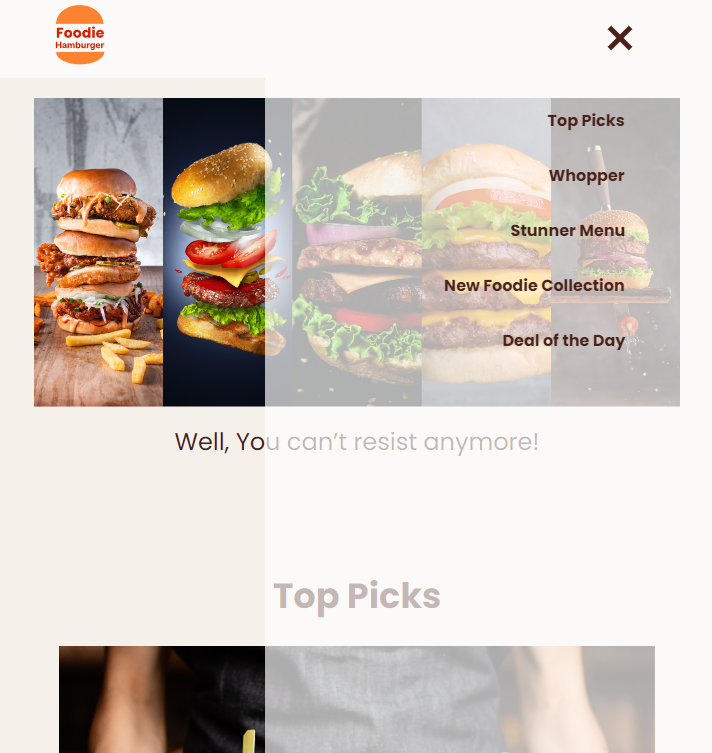 Foodie
Hamburger
Top Picks
Whopper
Stunner Menu
New Foodie Collection
Deal of the Day
Well, You can’t resist anymore!
Top Picks